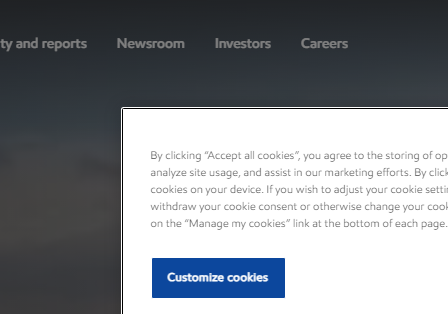 ty and reports Newsroom Investors Careers
By clicking “Accept all cookies”, you agree to the storing of op
analyze site usage, and assist in our marketing efforts. By click
cookies on your device. If you wish to adjust your cookie settin
withdraw your cookie consent or otherwise change your cook
on the “Manage my cookies” link at the bottom of each page.
Customize cookies